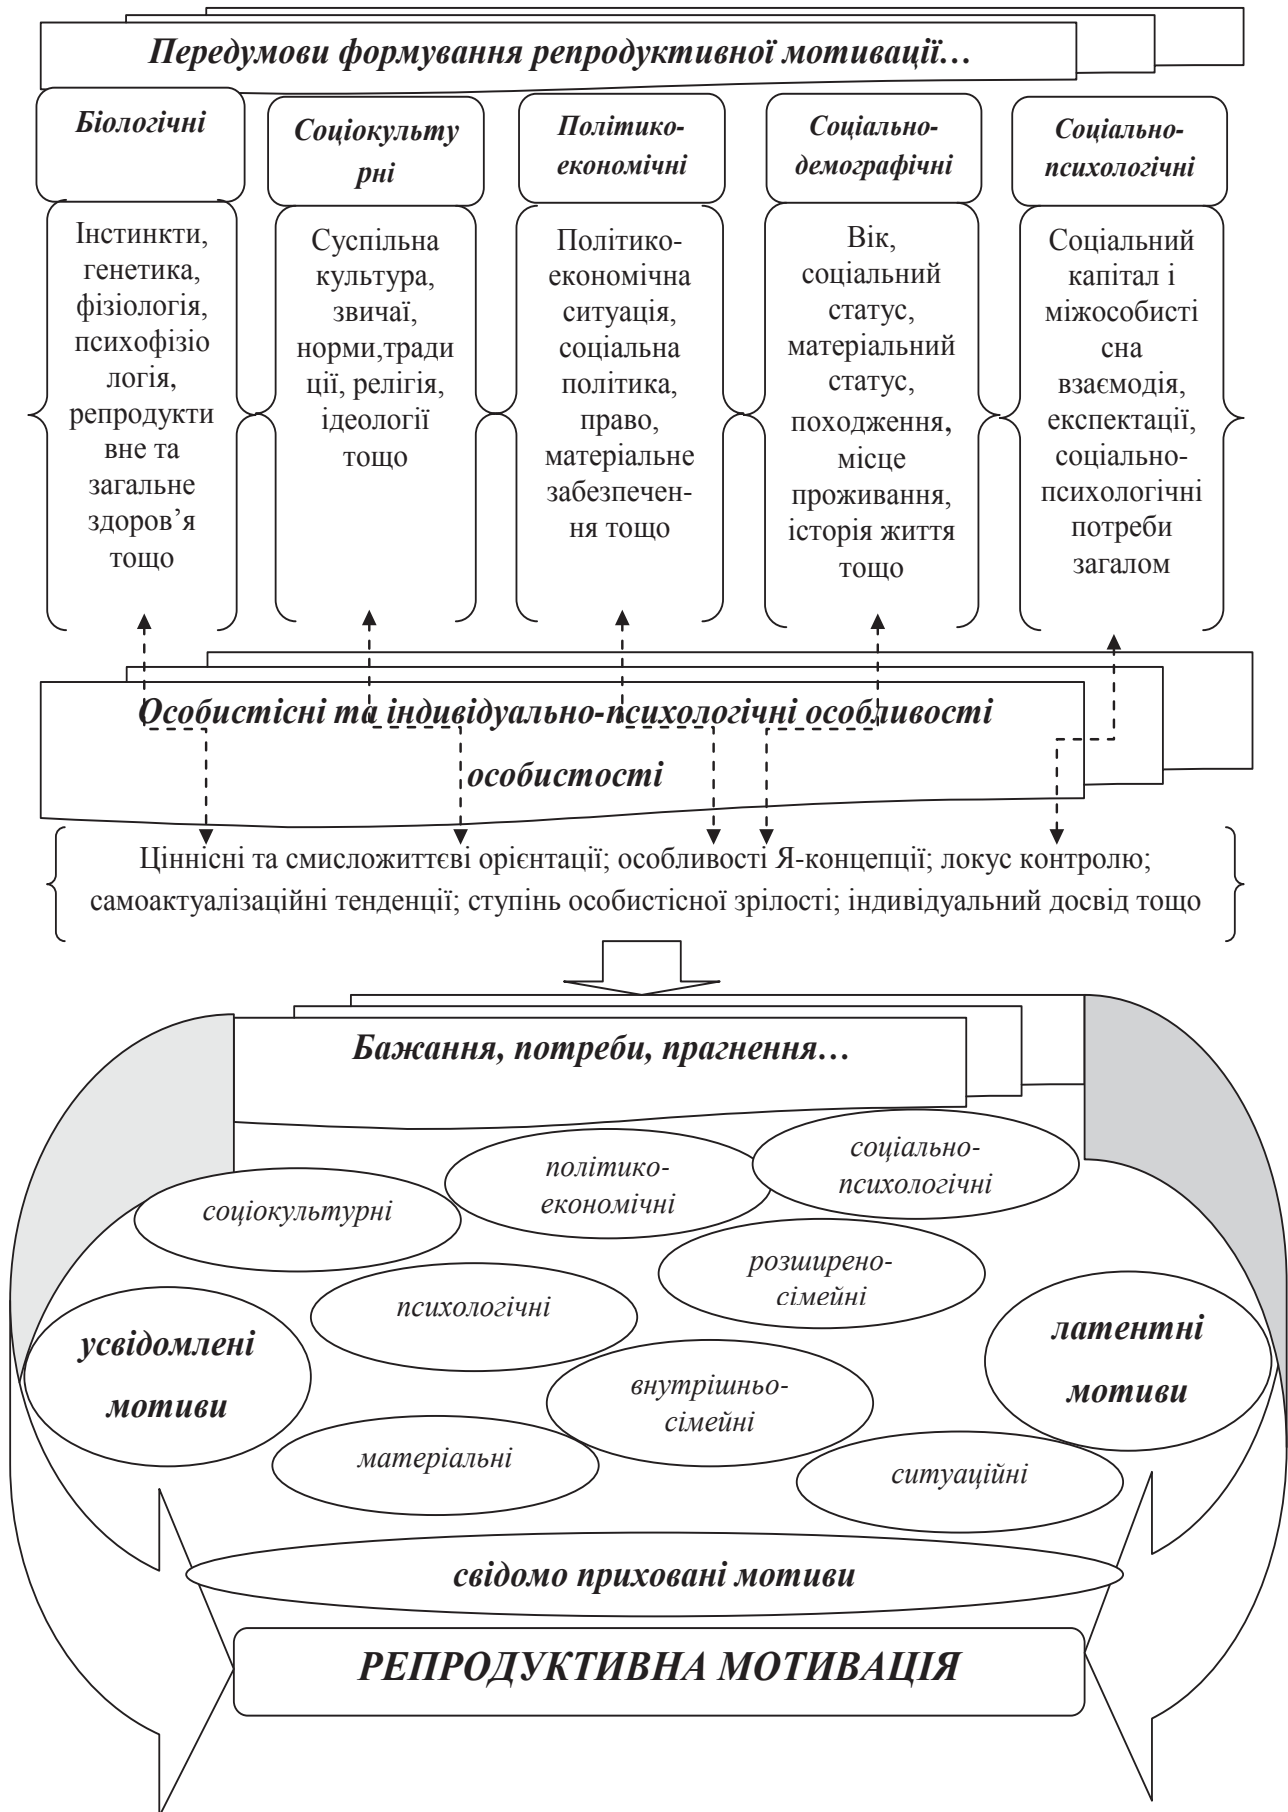 Передумови формування репродуктивної мотивації…
Біологічні
Соціокульту
рні
Політико-
економічні
Соціально-
демографічні
Соціально-
психологічні
Інстинкти,
генетика,
фізіологія,
психофізіо
логія,
репродукти
вне та
загальне
здоров’я
тощо
Суспільна
культура,
звичаї,
норми,тради
ції, релігія,
ідеології
тощо
Політико-
економічна
ситуація,
соціальна
політика,
право,
матеріальне
забезпечен-
ня тощо
Вік,
соціальний
статус,
матеріальний
статус,
походження,
місце
проживання,
історія життя
тощо
Соціальний
капітал і
міжособисті
сна
взаємодія,
експектації,
соціально-
психологічні
потреби
загалом
Особистісні та індивідуально-психологічні особливості
особистості
Ціннісні та смисложиттєві орієнтації; особливості Я-концепції; локус контролю;
самоактуалізаційні тенденції; ступінь особистісної зрілості; індивідуальний досвід тощо
Бажання, потреби, прагнення…
соціокультурні
політико-
економічні
соціально-
психологічні
психологічні
розширено-
сімейні
усвідомлені
мотиви
латентні
мотиви
внутрішньо-
сімейні
матеріальні
ситуаційні
свідомо приховані мотиви
РЕПРОДУКТИВНА МОТИВАЦІЯ